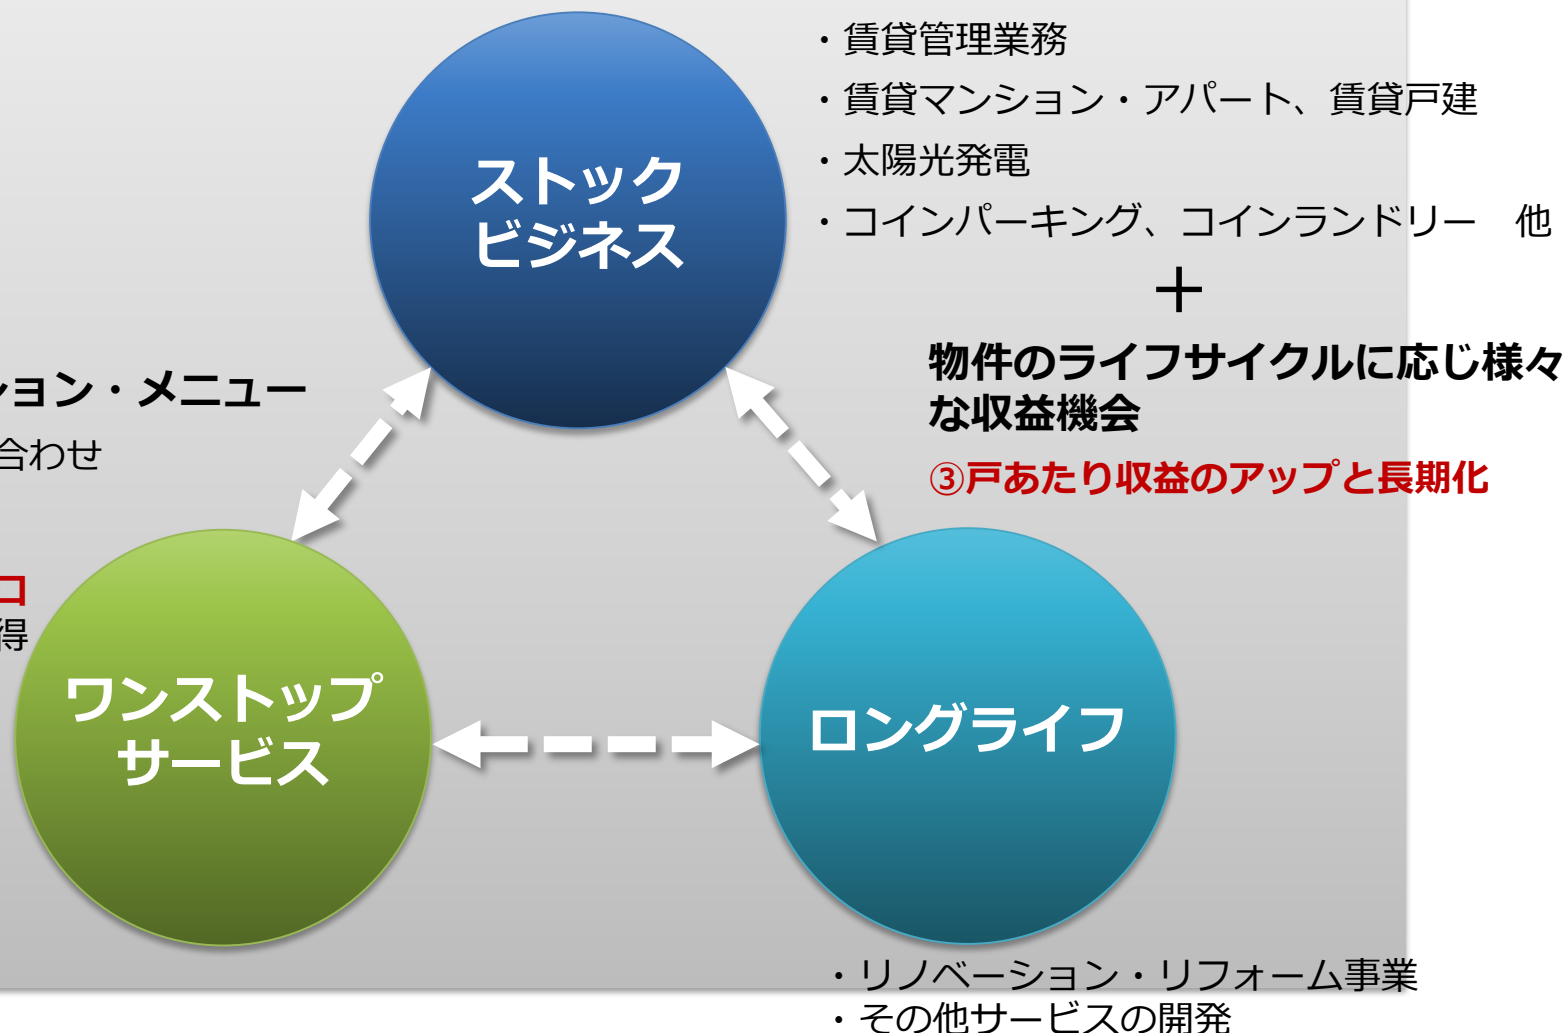 ・賃貸管理業務
・賃貸マンション・アパート、賃貸戸建
・太陽光発電
・コインパーキング、コインランドリー　他
ストック
ビジネス
＋
物件のライフサイクルに応じ様々
な収益機会
③戸あたり収益のアップと長期化
ション・メニュー
合わせ
コ
得
ワンストップ
サービス
ロングライフ
・リノベーション・リフォーム事業
・その他サービスの開発